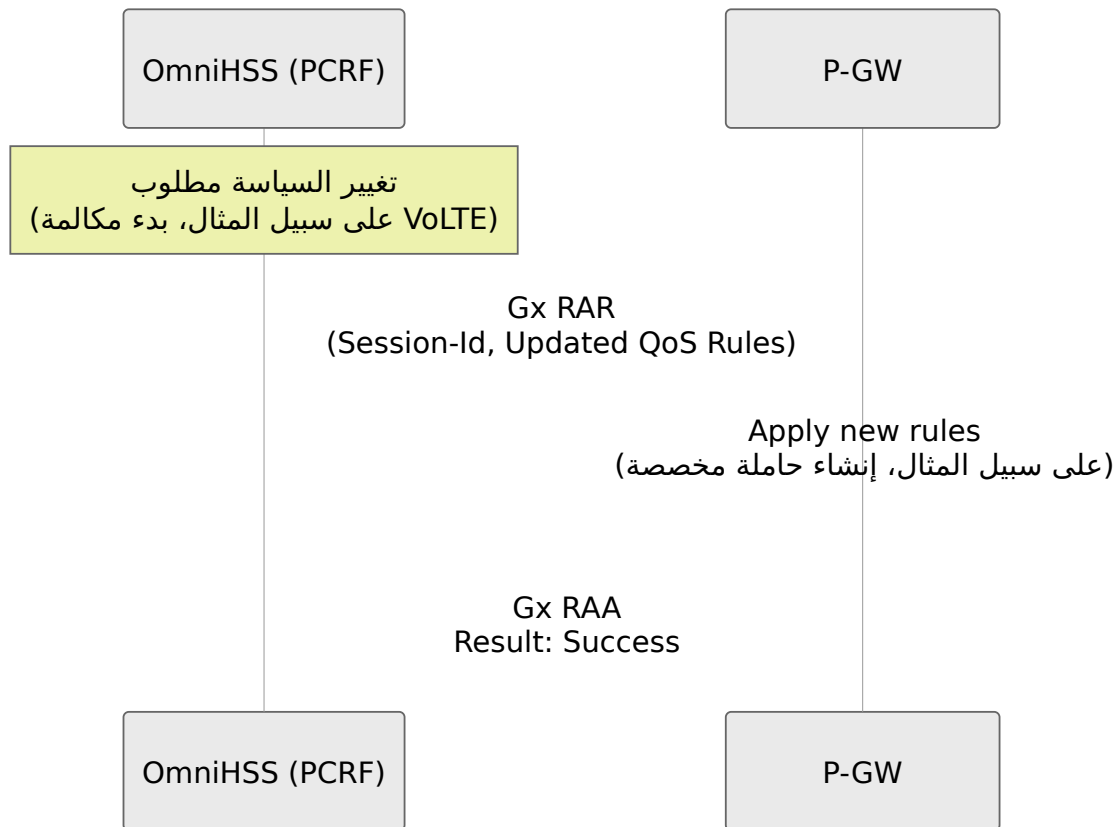 OmniHSS (PCRF)
P-GW
تغيير السياسة مطلوب
(على سبيل المثال، بدء مكالمة VoLTE)
Gx RAR
(Session-Id, Updated QoS Rules)
Apply new rules
(على سبيل المثال، إنشاء حاملة مخصصة)
Gx RAA
Result: Success
OmniHSS (PCRF)
P-GW